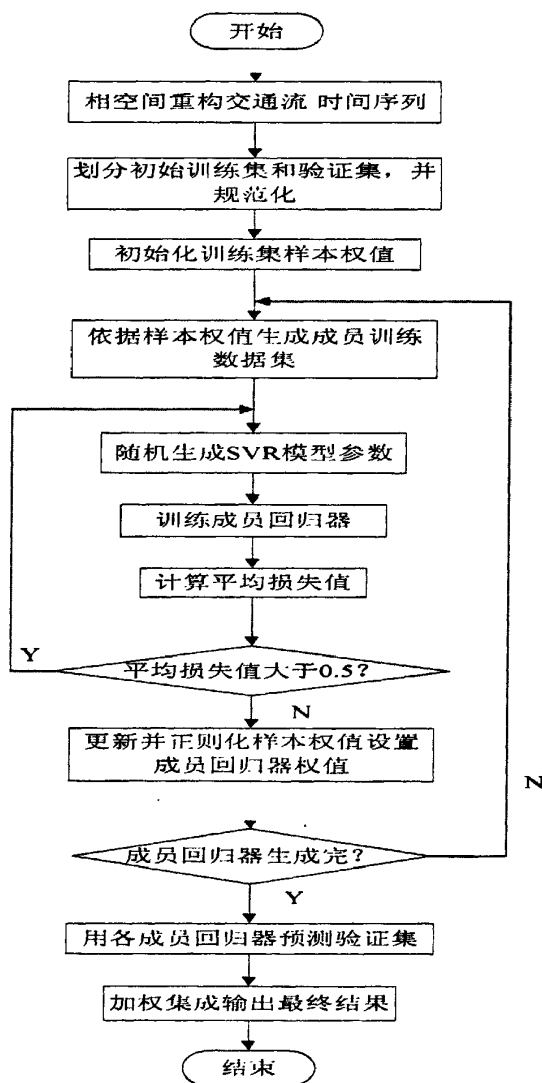 开始
相空间重构交通流 时间序列
划分初始训练集和验证集，并
规范化
初始化训练集样本权值
依据样本权值生成成员训练
数据集
随机生成SVR模型参数
训练成员回归器
计算平均损失值
Y
平均损失值大于0.5？
N
更新并正则化样本权值设置
成员回归器权值
N
成员回归器生成完？
Y
用各成员回归器预测验证集
加权集成输出最终结果
结束